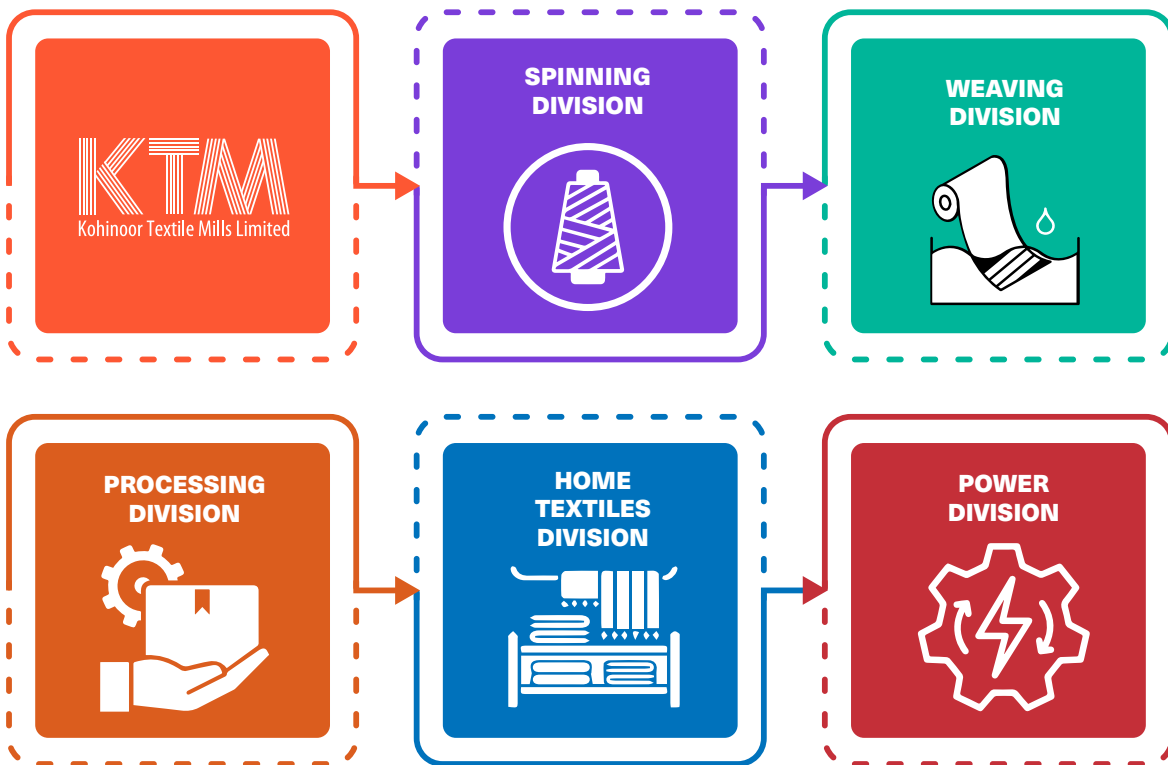 KTM
Kohinoor Textile Mills Limited
SPINNING
DIVISION
WEAVING
DIVISION
PROCESSING
DIVISION
HOME
TEXTILES
DIVISION
POWER
DIVISION